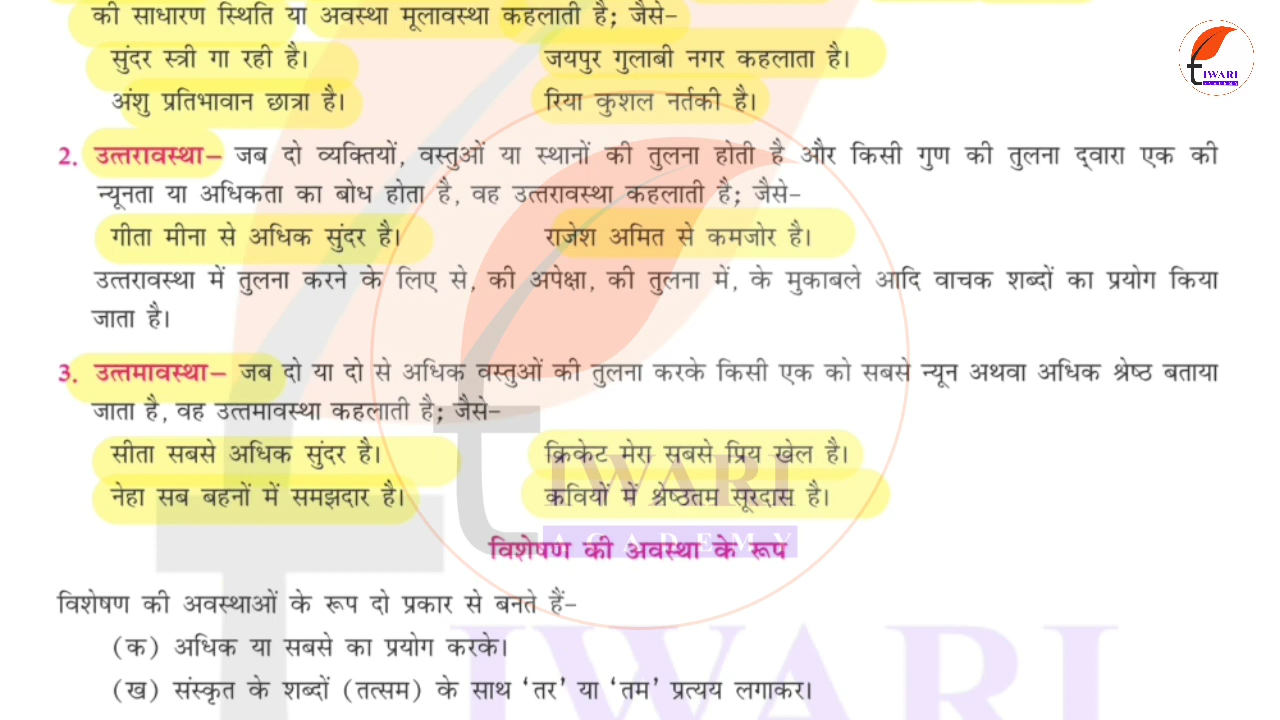 की साधारण स्थिति या अवस्था मूलावस्था कहलाती है; जैसे–
सुंदर स्त्री गा रही है। जयपुर गुलाबी नगर कहलाता है।
अंशु प्रतिभावान छात्रा है। रिया कुशल नर्तकी है।
2. उत्तरावस्था– जब दो व्यक्तियों, वस्तुओं या स्थानों की तुलना होती है और किसी गुण की तुलना द्वारा एक की
न्यूनता या अधिकता का बोध होता है, वह उत्तरावस्था कहलाती है; जैसे–
गीता मीना से अधिक सुंदर है। राजेश अमित से कमजोर है।
उत्तरावस्था में तुलना करने के लिए से, की अपेक्षा, की तुलना में, के मुकाबले आदि वाचक शब्दों का प्रयोग किया
जाता है।
3. उत्तमावस्था– जब दो या दो से अधिक वस्तुओं की तुलना करके किसी एक को सबसे न्यून अथवा अधिक श्रेष्ठ बताया
जाता है, वह उत्तमावस्था कहलाती है; जैसे–
सीता सबसे अधिक सुंदर है। क्रिकेट मेरा सबसे प्रिय खेल है।
नेहा सब बहनों में समझदार है। कवियों में श्रेष्ठतम सूरदास है।
विशेषण की अवस्था के रूप
विशेषण की अवस्थाओं के रूप दो प्रकार से बनते हैं–
(क) अधिक या सबसे का प्रयोग करके।
(ख) संस्कृत के शब्दों (तत्सम) के साथ 'तर' या 'तम' प्रत्यय लगाकर।
tIWARI
ACADEMY
tIWARI
ACADEMY
tIWARI